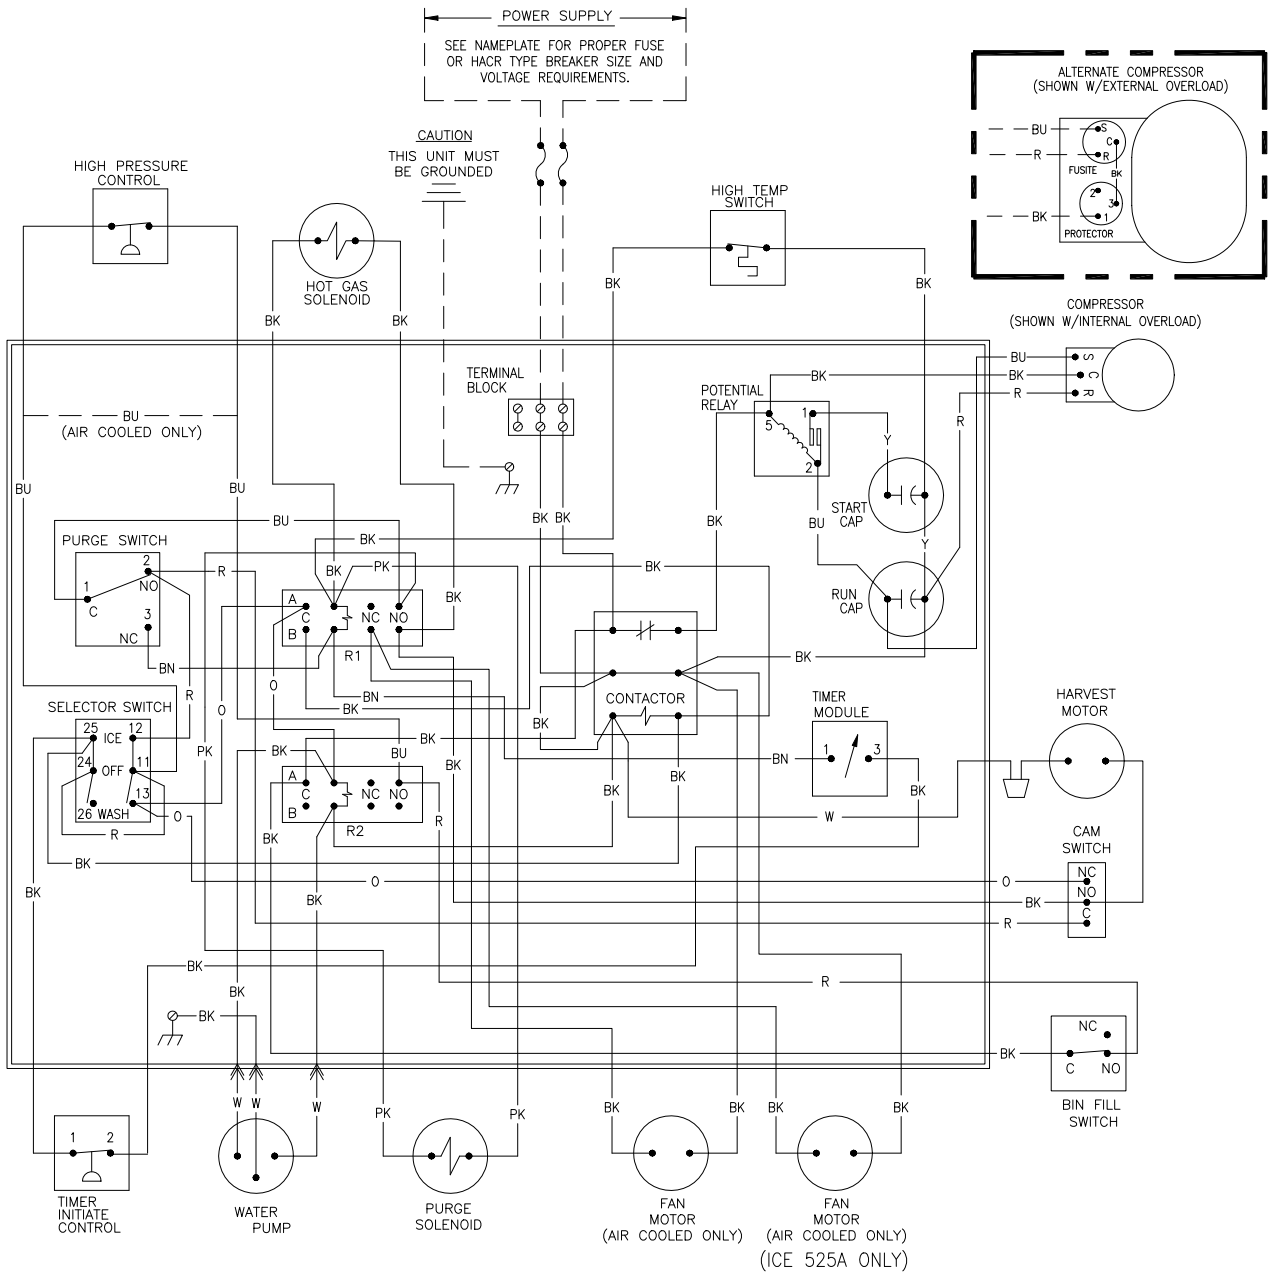 POWER SUPPLY
SEE NAMEPLATE FOR PROPER FUSE
OR HACR TYPE BREAKER SIZE AND
VOLTAGE REQUIREMENTS.
ALTERNATE COMPRESSOR
(SHOWN W/EXTERNAL OVERLOAD)
BU
S
C
R
R
FUSITE
BK
2
3
BK
1
PROTECTOR
CAUTION
THIS UNIT MUST
BE GROUNDED
HIGH PRESSURE
CONTROL
HIGH TEMP
SWITCH
HOT GAS
SOLENOID
BK
BK
BK
BK
COMPRESSOR
(SHOWN W/INTERNAL OVERLOAD)
BU
S
BK
BK
C
R
R
TERMINAL
BLOCK
POTENTIAL
RELAY
5
1
2
R
BU
(AIR COOLED ONLY)
Y
BU
BU
START
CAP
BU
BK
BK
BK
BU
BK
Y
PURGE SWITCH
2
1
NO
C
3
NC
R
BK
PK
BK
BK
A
C
NC
NO
B
R1
BK
RUN
CAP
BN
BK
O
R
O
BN
BK
CONTACTOR
TIMER
MODULE
HARVEST
MOTOR
SELECTOR SWITCH
25
ICE
12
24
OFF
11
13
26
WASH
R
O
BK
PK
BK
BK
BU
BK
BK
BN
1
3
A
C
NC
NO
B
R2
BK
R
BK
BK
BK
W
CAM
SWITCH
NC
NO
C
BK
O
O
BK
BK
R
BK
BK
R
BK
BK
NC
C
NO
BIN FILL
SWITCH
BK
W
W
W
PK
PK
BK
BK
BK
BK
1
2
TIMER
INITIATE
CONTROL
WATER
PUMP
PURGE
SOLENOID
FAN
MOTOR
(AIR COOLED ONLY)
FAN
MOTOR
(AIR COOLED ONLY)
(ICE 525A ONLY)